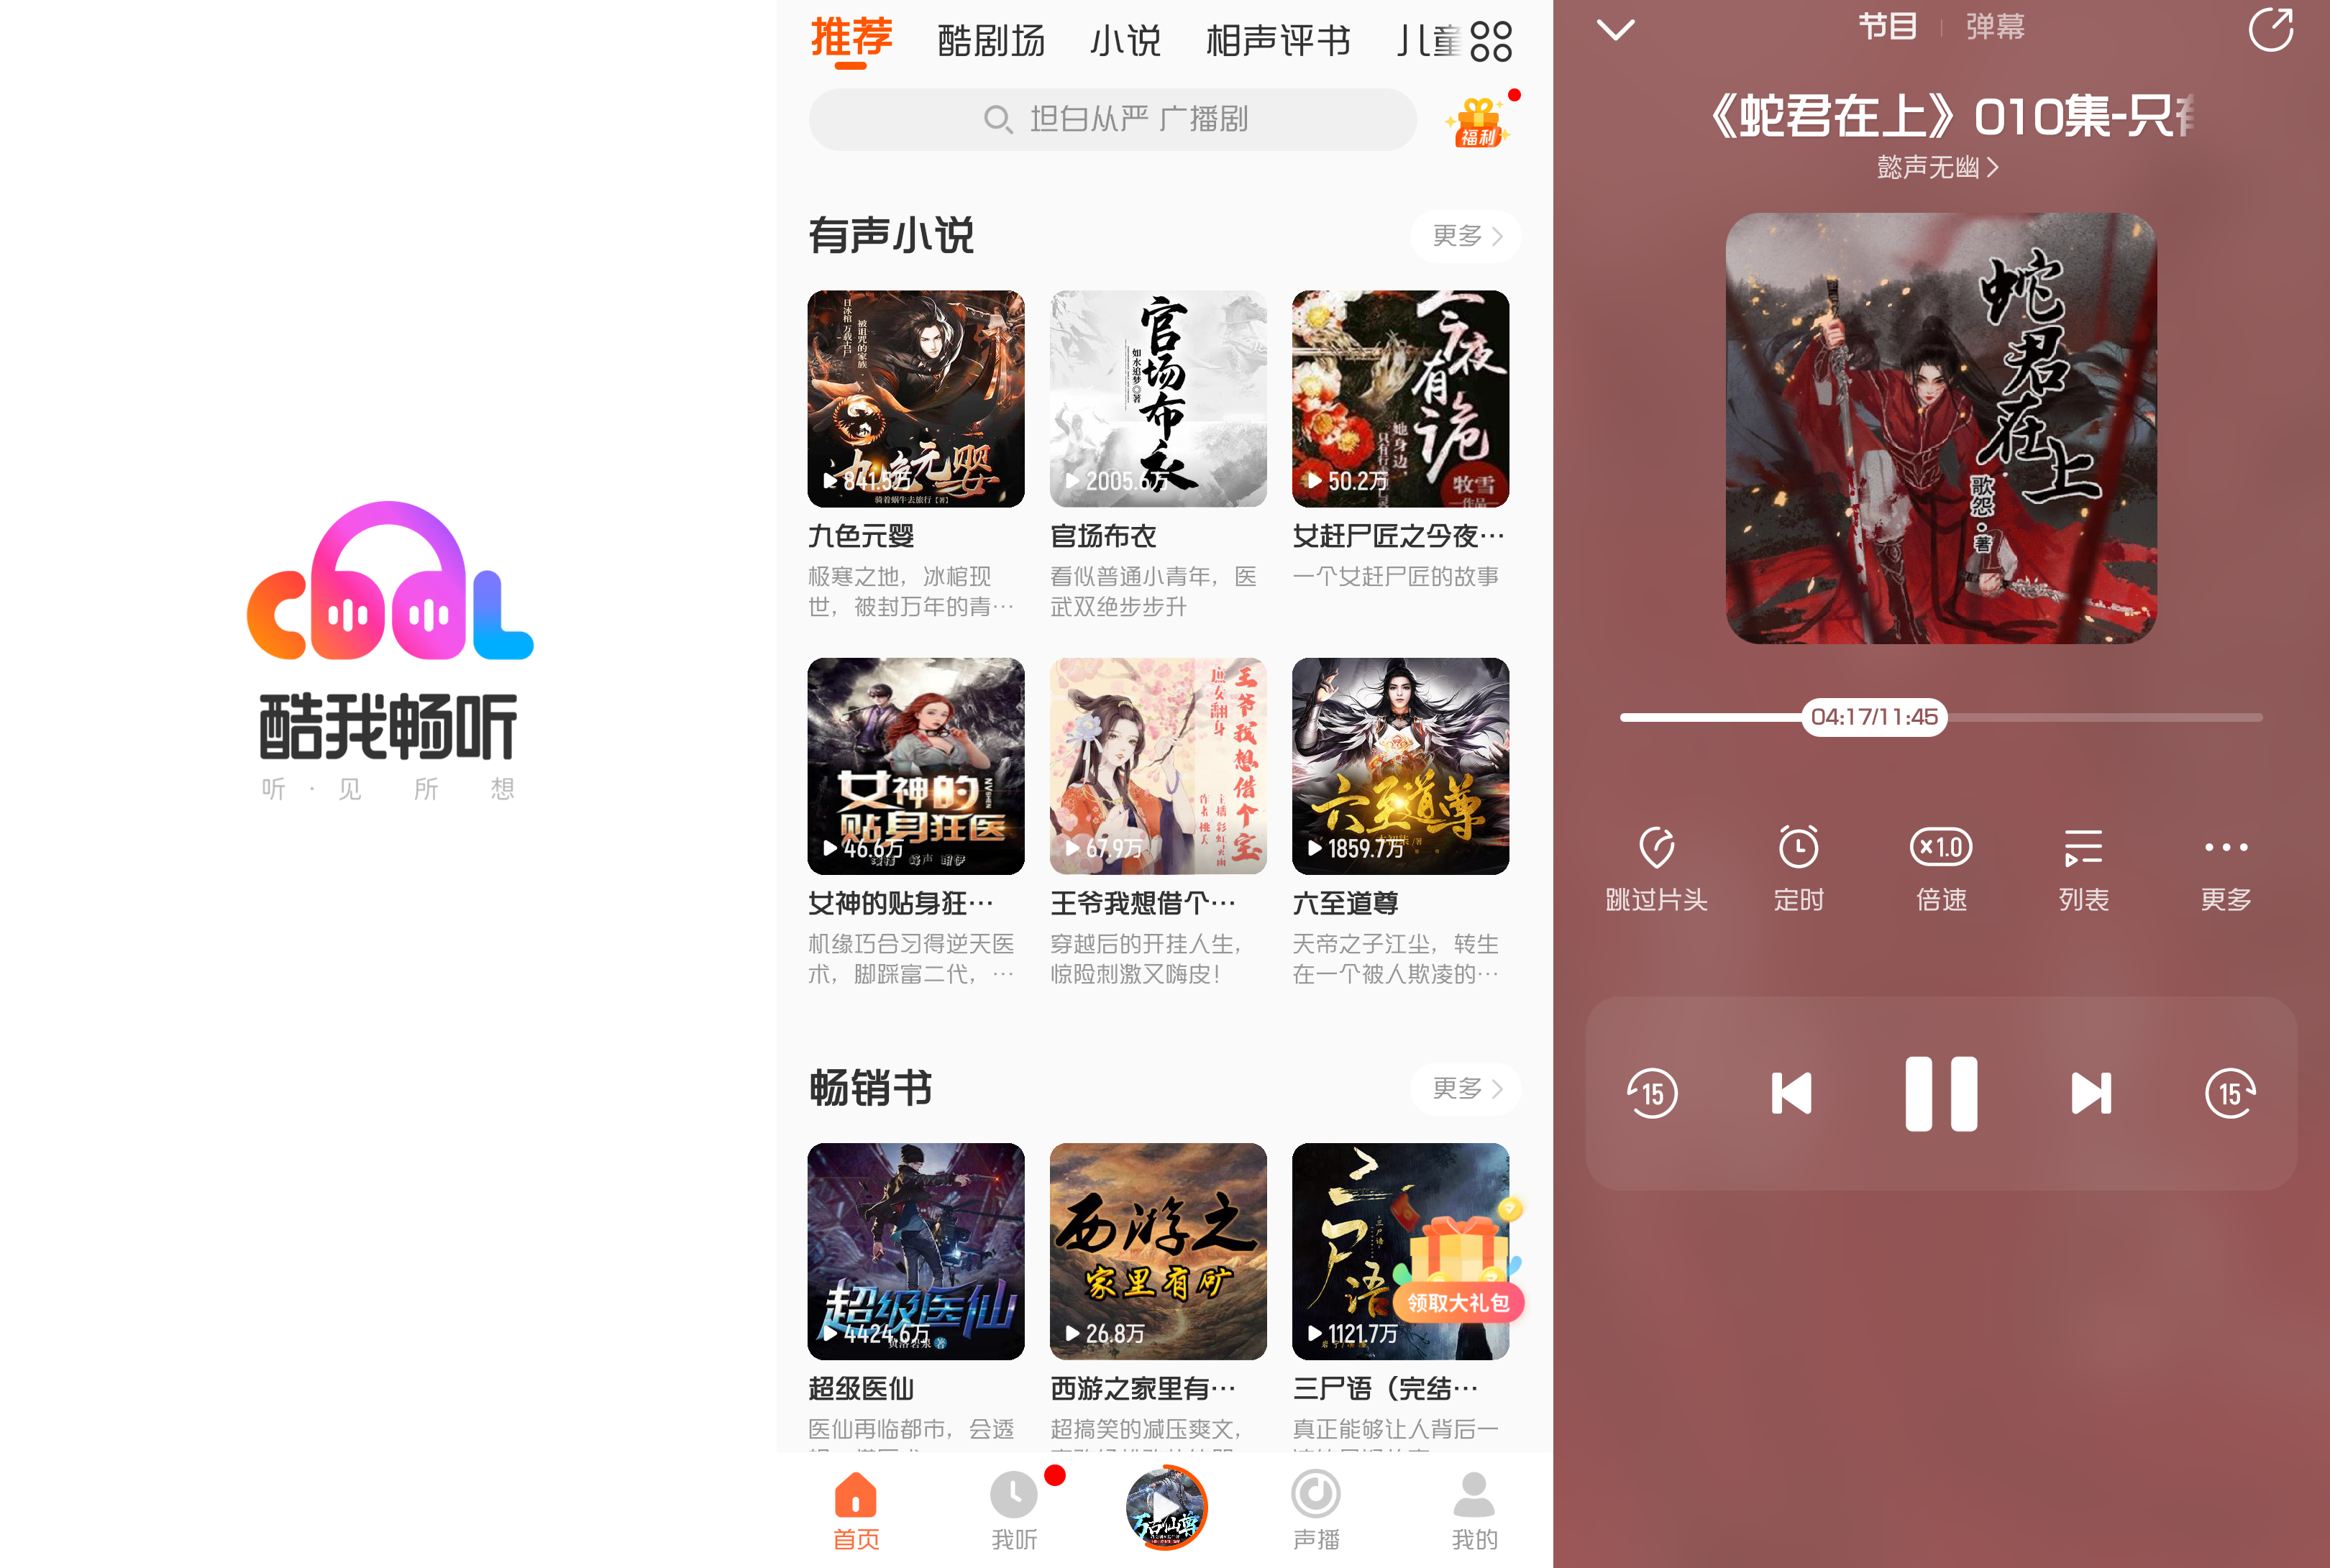 COOL
酷我畅听
听·见所想
推荐 酷剧场 小说 相声评书 儿童
坦白从严 广播剧
福利
有声小说
更多
841.5万
官场布衣
如水追梦◎著
2005.6万
今夜有诡
牧雪
50.2万
九色元婴
官场布衣
女赶尸匠之今夜…
极寒之地，冰棺现
世，被封万年的青…
看似普通小青年，医
武双绝步步升
一个女赶尸匠的故事
女神的
贴身狂医
46.6万
王爷我想借个宝
庶女翻身
67.9万
六至道尊
1859.7万
女神的贴身狂…
王爷我想借个…
六至道尊
机缘巧合习得逆天医
术，脚踩富二代，…
穿越后的开挂人生，
惊险刺激又嗨皮！
天帝之子江尘，转生
在一个被人欺凌的…
畅销书
更多
超级医仙
4424.6万
西游之
家里有矿
26.8万
三尸语
1121.7万
领取大礼包
超级医仙
西游之家里有…
三尸语（完结…
医仙再临都市，会透
超搞笑的减压爽文，
真正能够让人背后一
首页
我听
声播
我的
节目 弹幕
《蛇君在上》010集-只
懿声无幽
蛇君在上
歌怨·著
04:17/11:45
x1.0
跳过片头 定时 倍速 列表 更多
15
15